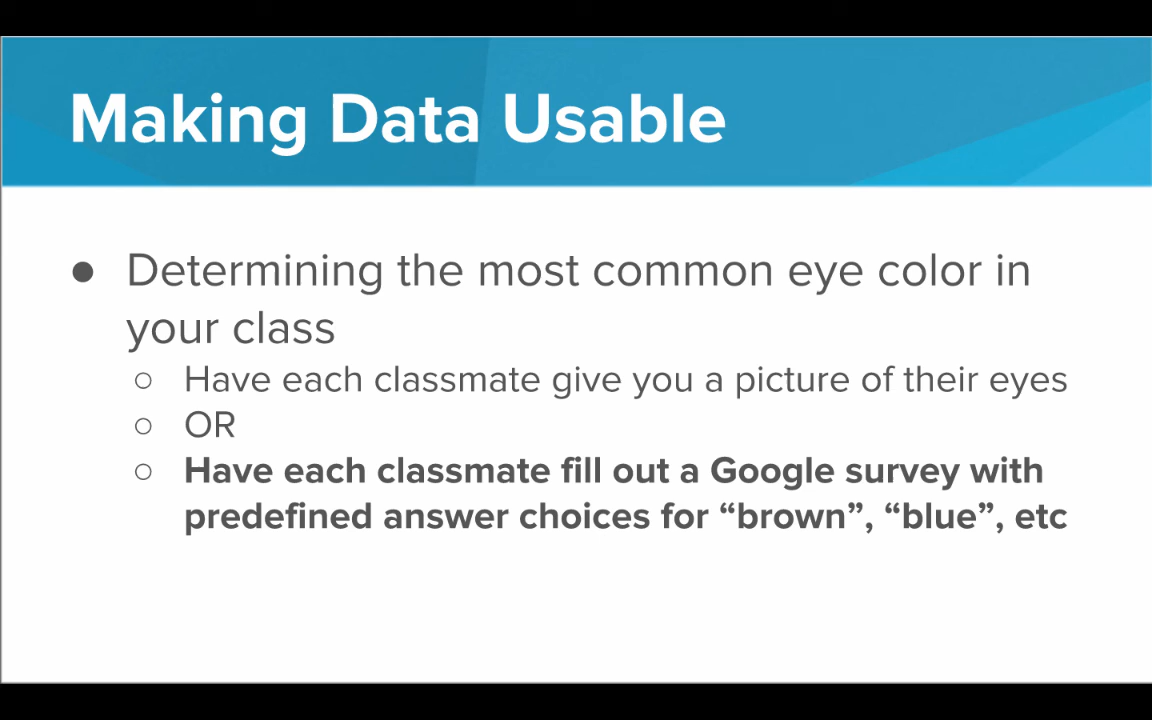 Making Data Usable
● Determining the most common eye color in
your class
○ Have each classmate give you a picture of their eyes
○ OR
○ Have each classmate fill out a Google survey with
predefined answer choices for “brown”, “blue”, etc